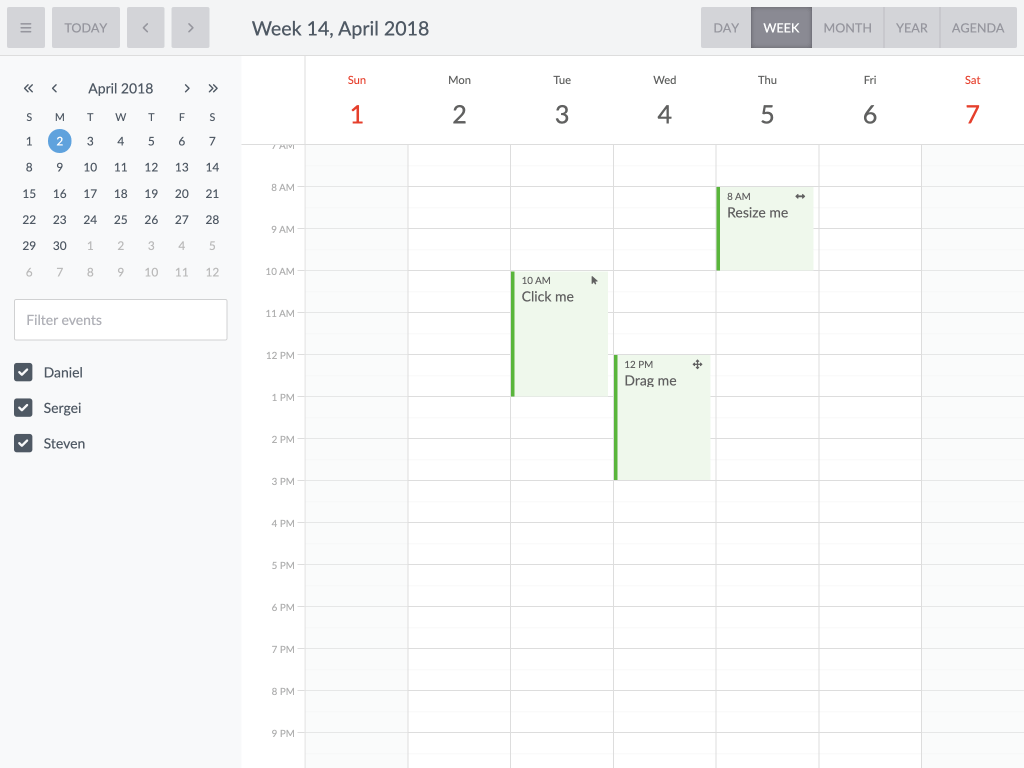 TODAY
Week 14, April 2018
DAY WEEK MONTH YEAR AGENDA
April 2018
S M T W T F S
1 2 3 4 5 6 7
8 9 10 11 12 13 14
15 16 17 18 19 20 21
22 23 24 25 26 27 28
29 30 1 2 3 4 5
6 7 8 9 10 11 12
Filter events
Daniel
Sergei
Steven
Sun Mon Tue Wed Thu Fri Sat
1 2 3 4 5 6 7
7 AM
8 AM
9 AM
10 AM
11 AM
12 PM
1 PM
2 PM
3 PM
4 PM
5 PM
6 PM
7 PM
8 PM
9 PM
10 AM
Click me
12 PM
Drag me
8 AM
Resize me